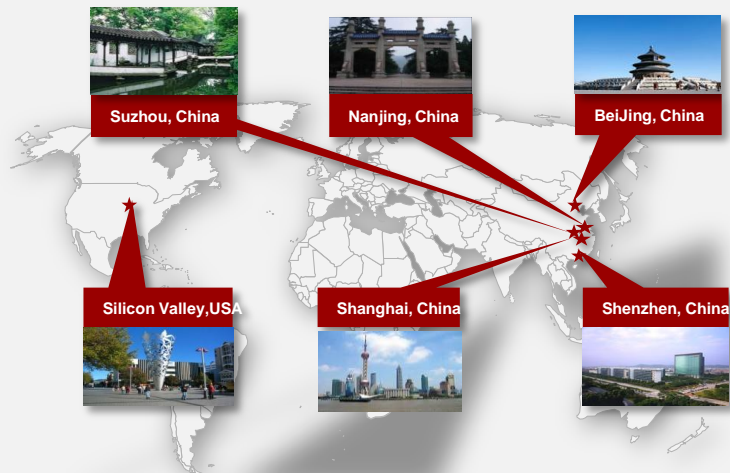 Suzhou, China
Nanjing, China
BeiJing, China
Silicon Valley,USA
Shanghai, China
Shenzhen, China